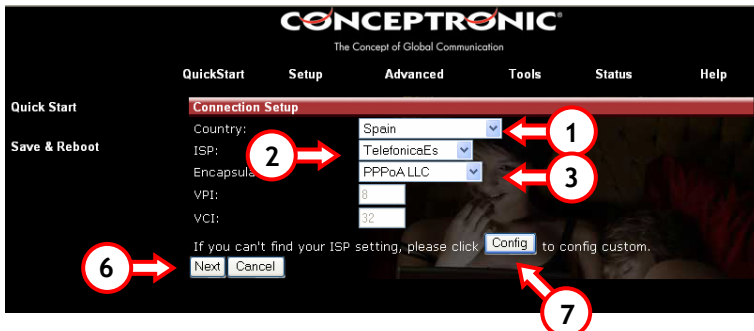 CONCEPTRONIC®
The Concept of Global Communication
QuickStart Setup Advanced Tools Status Help
Quick Start
Save & Reboot
Connection Setup
Country: Spain 1
ISP: 2 TelefonicaEs
Encapsula PPPoA LLC 3
VPI: 8
VCI: 32
If you can't find your ISP setting, please click Config to config custom.
6 Next Cancel
7